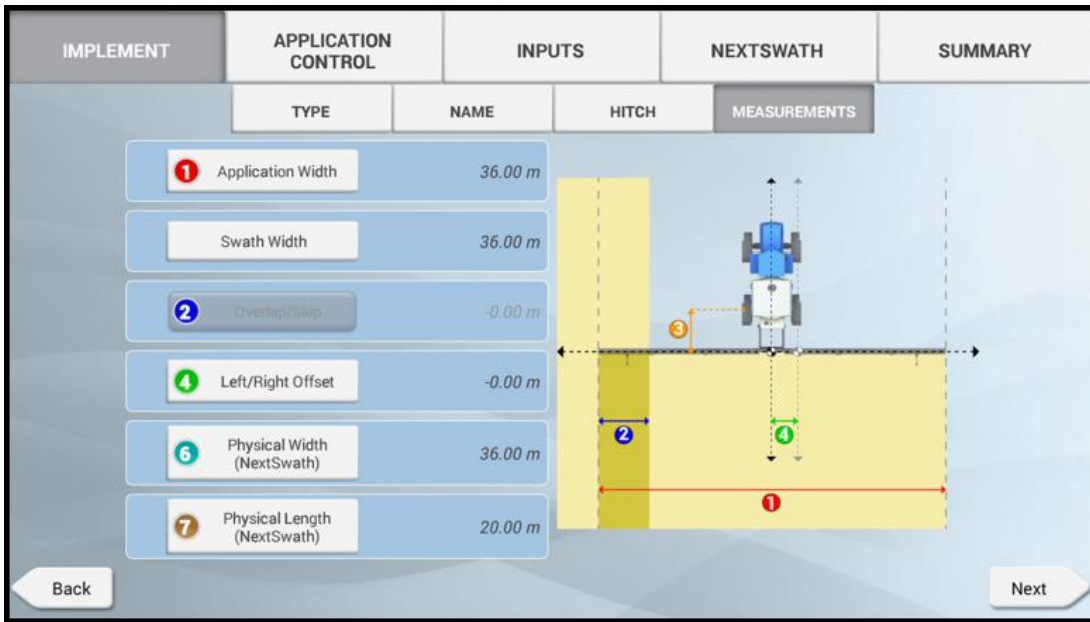 IMPLEMENT
APPLICATION
CONTROL
INPUTS
NEXTSWATH
SUMMARY
TYPE
NAME
HITCH
MEASUREMENTS
1 Application Width 36.00 m
Swath Width 36.00 m
2 Overlap/Skip -0.00 m
4 Left/Right Offset -0.00 m
6 Physical Width
(NextSwath) 36.00 m
7 Physical Length
(NextSwath) 20.00 m
3
2
4
1
Back
Next